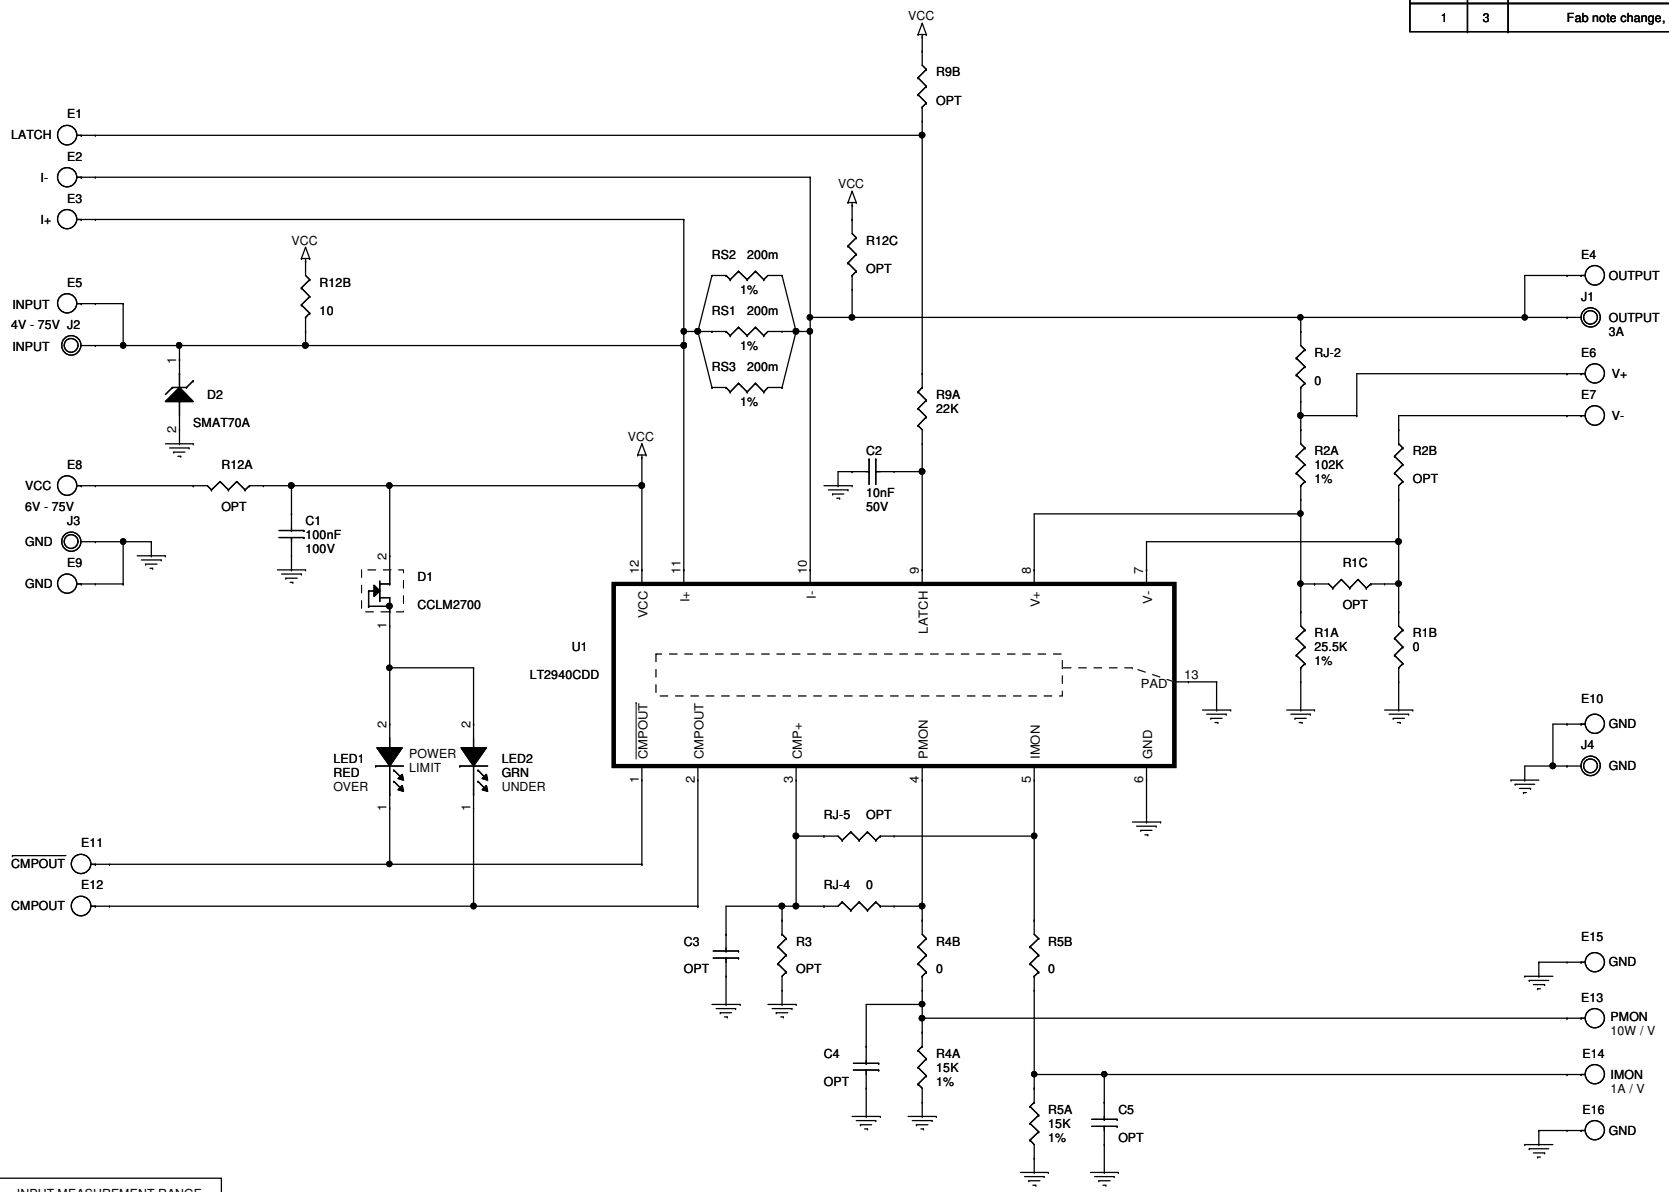 1 3 Fab note change,
VCC
R9B
OPT
E1
LATCH
E2
I-
E3
I+
VCC
R12C
OPT
VCC
R12B
10
RS2 200m
1%
RS1 200m
1%
RS3 200m
1%
E5
INPUT
4V - 75V J2
INPUT
1
2
D2
SMAT70A
E4
OUTPUT
J1
OUTPUT
3A
RJ-2
0
E6
V+
E7
V-
R9A
22K
C2
10nF
50V
VCC
R2A
102K
1%
R2B
OPT
E8
VCC
6V - 75V
R12A
OPT
J3
GND
E9
GND
C1
100nF
100V
2
D1
CCLM2700
1
12
11
10
9
8
7
VCC
I+
I-
LATCH
V+
V-
R1C
OPT
R1A
25.5K
1%
R1B
0
U1
LT2940CDD
PAD
13
CMPOUT
CMPOUT
CMP+
PMON
IMON
GND
1
2
3
4
5
6
2
2
LED1
RED
OVER
POWER
LIMIT
LED2
GRN
UNDER
1
1
E10
GND
J4
GND
RJ-5 OPT
E11
CMPOUT
E12
CMPOUT
RJ-4 0
C3
OPT
R3
OPT
R4B
0
R5B
0
E15
GND
E13
PMON
10W / V
C4
OPT
R4A
15K
1%
E14
IMON
1A / V
R5A
15K
1%
C5
OPT
E16
GND
INPUT MEASUREMENT RANGE